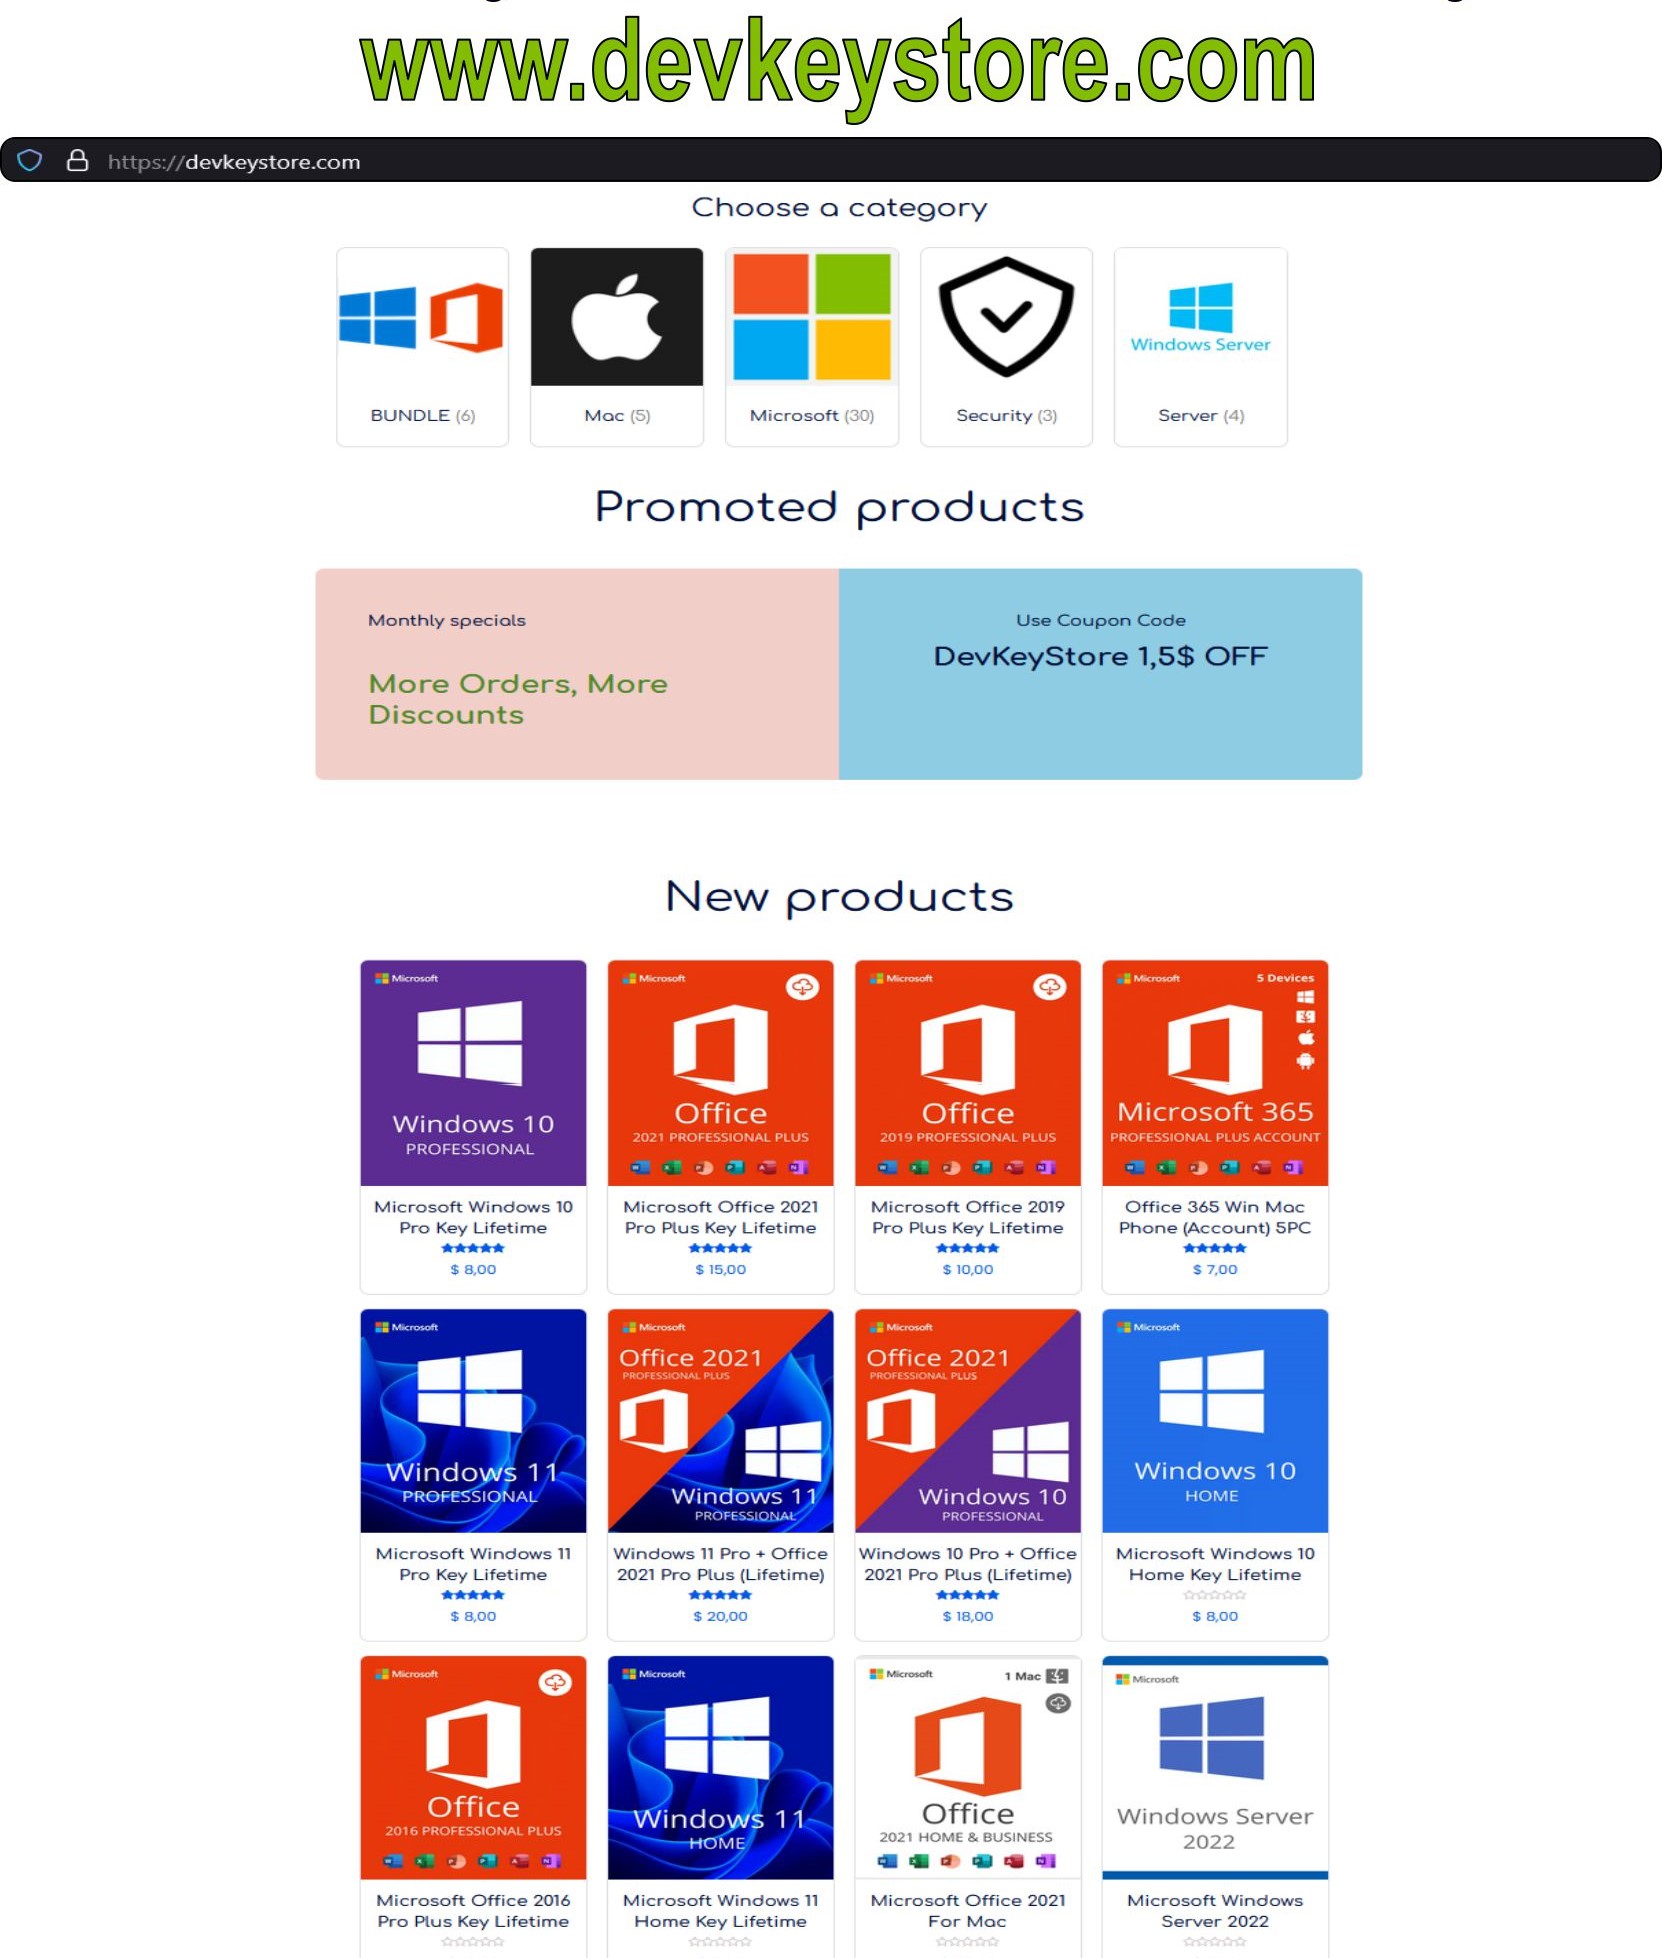 www.devkeystore.com
https://devkeystore.com
Choose a category
Windows Server
BUNDLE (6)
Mac (5)
Microsoft (30)
Security (3)
Server (4)
Promoted products
Monthly specials
More Orders, More
Discounts
Use Coupon Code
DevKeyStore 1,5$ OFF
New products
Microsoft
Windows 10
PROFESSIONAL
Microsoft Windows 10
Pro Key Lifetime
$ 8,00
Microsoft
Office
2021 PROFESSIONAL PLUS
Microsoft Office 2021
Pro Plus Key Lifetime
$ 15,00
Microsoft
Office
2019 PROFESSIONAL PLUS
Microsoft Office 2019
Pro Plus Key Lifetime
$ 10,00
Microsoft
5 Devices
Microsoft 365
PROFESSIONAL PLUS ACCOUNT
Office 365 Win Mac
Phone (Account) 5PC
$ 7,00
Microsoft
Windows 11
PROFESSIONAL
Microsoft Windows 11
Pro Key Lifetime
$ 8,00
Microsoft
Office 2021
PROFESSIONAL PLUS
Windows 11
PROFESSIONAL
Windows 11 Pro + Office
2021 Pro Plus (Lifetime)
$ 20,00
Microsoft
Office 2021
PROFESSIONAL PLUS
Windows 10
PROFESSIONAL
Windows 10 Pro + Office
2021 Pro Plus (Lifetime)
$ 18,00
Microsoft
Windows 10
HOME
Microsoft Windows 10
Home Key Lifetime
$ 8,00
Microsoft
Office
2016 PROFESSIONAL PLUS
Microsoft Office 2016
Pro Plus Key Lifetime
Microsoft
Windows 11
HOME
Microsoft Windows 11
Home Key Lifetime
Microsoft
1 Mac
Office
2021 HOME & BUSINESS
Microsoft Office 2021
For Mac
Microsoft
Windows Server
2022
Microsoft Windows
Server 2022